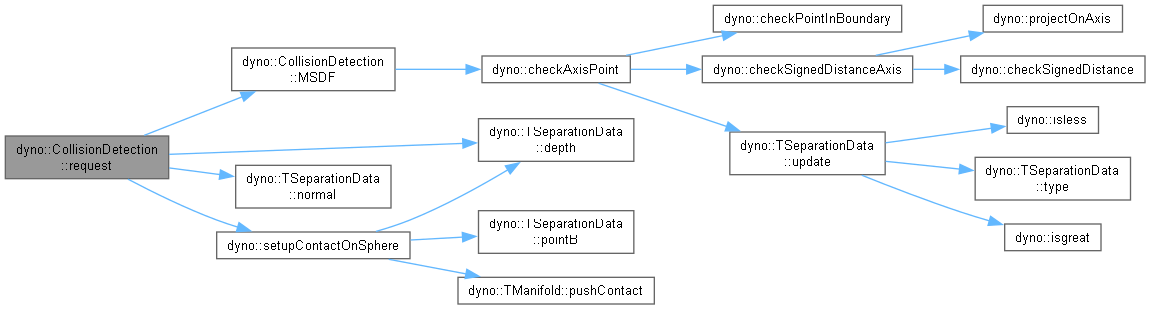 dyno::CollisionDetection
::request
dyno::CollisionDetection
::MSDF
dyno::TSeparationData
::depth
dyno::TSeparationData
::normal
dyno::setupContactOnSphere
dyno::checkAxisPoint
dyno::TSeparationData
::pointB
dyno::TManifold::pushContact
dyno::checkPointInBoundary
dyno::checkSignedDistanceAxis
dyno::TSeparationData
::update
dyno::projectOnAxis
dyno::checkSignedDistance
dyno::isless
dyno::TSeparationData
::type
dyno::isgreat